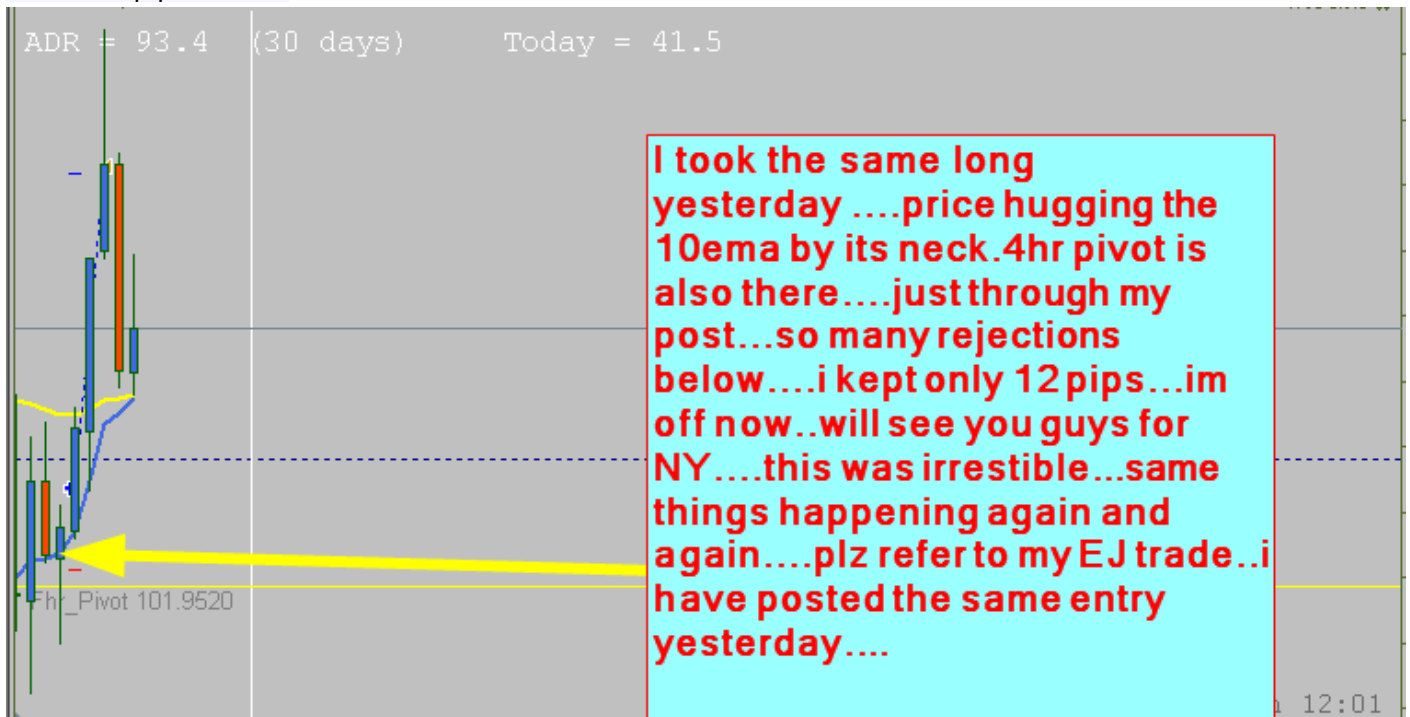 ADR = 93.4 (30 days) Today = 41.5
I took the same long
yesterday ....price hugging the
10ema by its neck.4hr pivot is
also there....just through my
post...so many rejections
below....i kept only 12 pips...im
off now..will see you guys for
NY....this was irrestible...same
things happening again and
again....plz refer to my EJ trade..i
have posted the same entry
yesterday....
Fhr_Pivot 101.9520
12:01